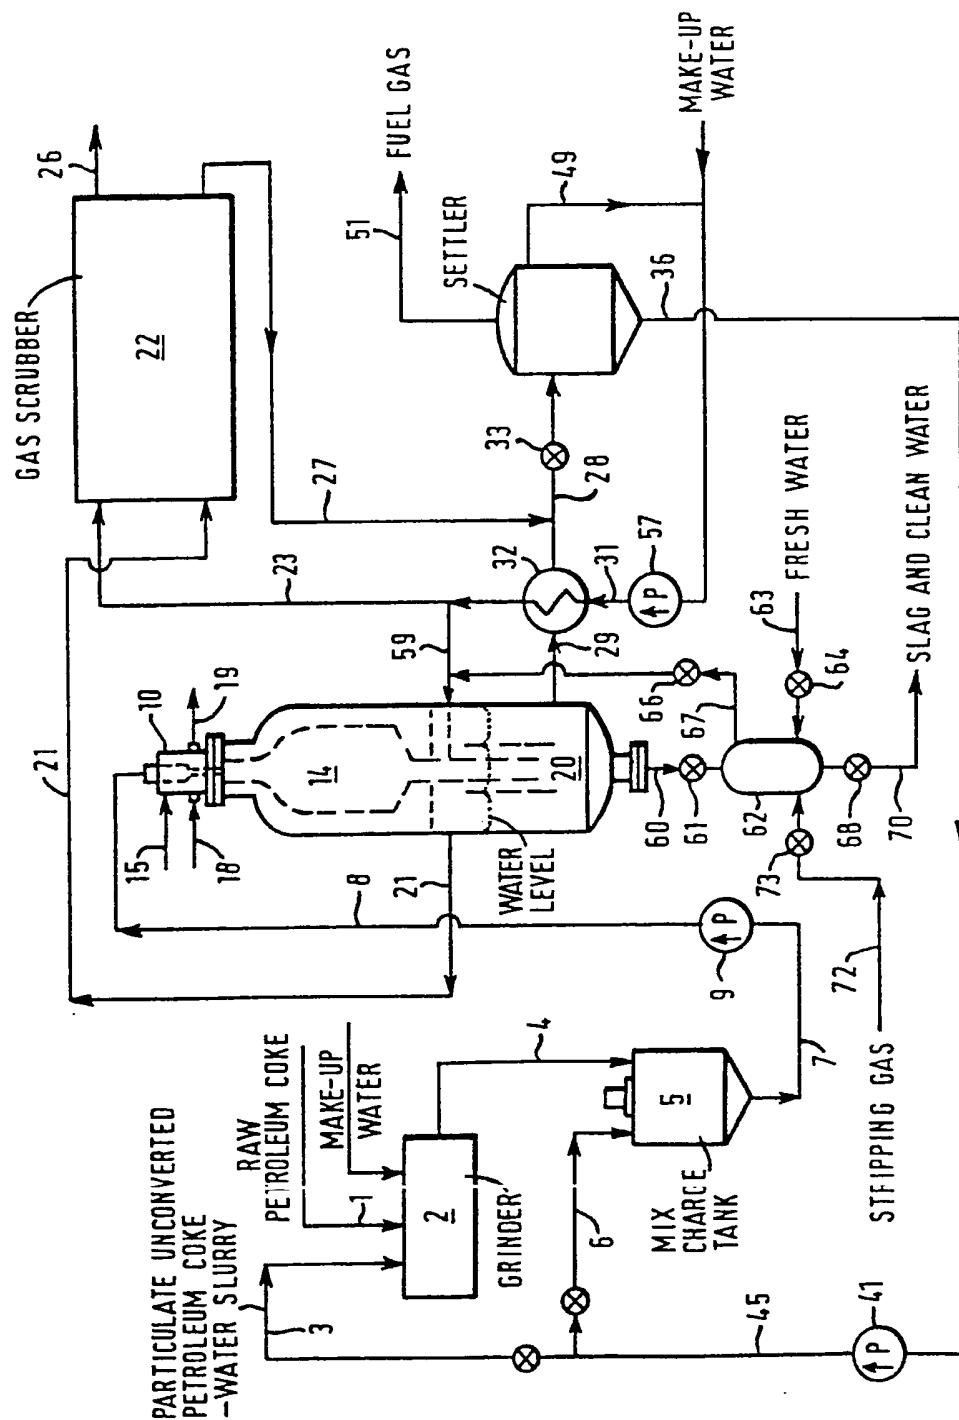 GAS SCRUBBER
22
26
21
23
27
FUEL GAS
51
SETTLER
49
MAKE-UP
WATER
33
28
36
32
31
57
P
29
59
10
19
15
18
14
20
WATER
LEVEL
21
8
66
67
63
FRESH WATER
64
60
61
62
68
70
SLAG AND CLEAN WATER
73
72
STRIPPING GAS
9
P
7
PARTICULATE UNCONVERTED
PETROLEUM COKE
-WATER SLURRY
RAW
PETROLEUM COKE
MAKE-UP
WATER
3
1
2
GRINDER
4
5
MIX
CHARGE
TANK
6
45
41
P